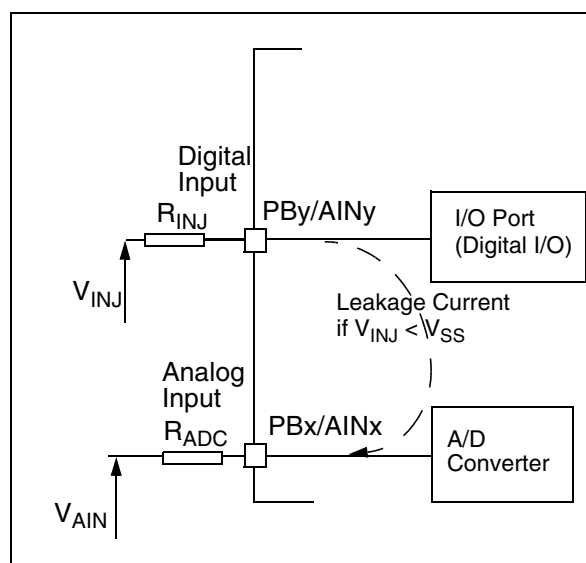 Digital
Input
R_INJ
PBy/AINy
I/O Port
(Digital I/O)
V_INJ
Leakage Current
if V_INJ < V_SS
Analog
Input
R_ADC
PBx/AINx
A/D
Converter
V_AIN